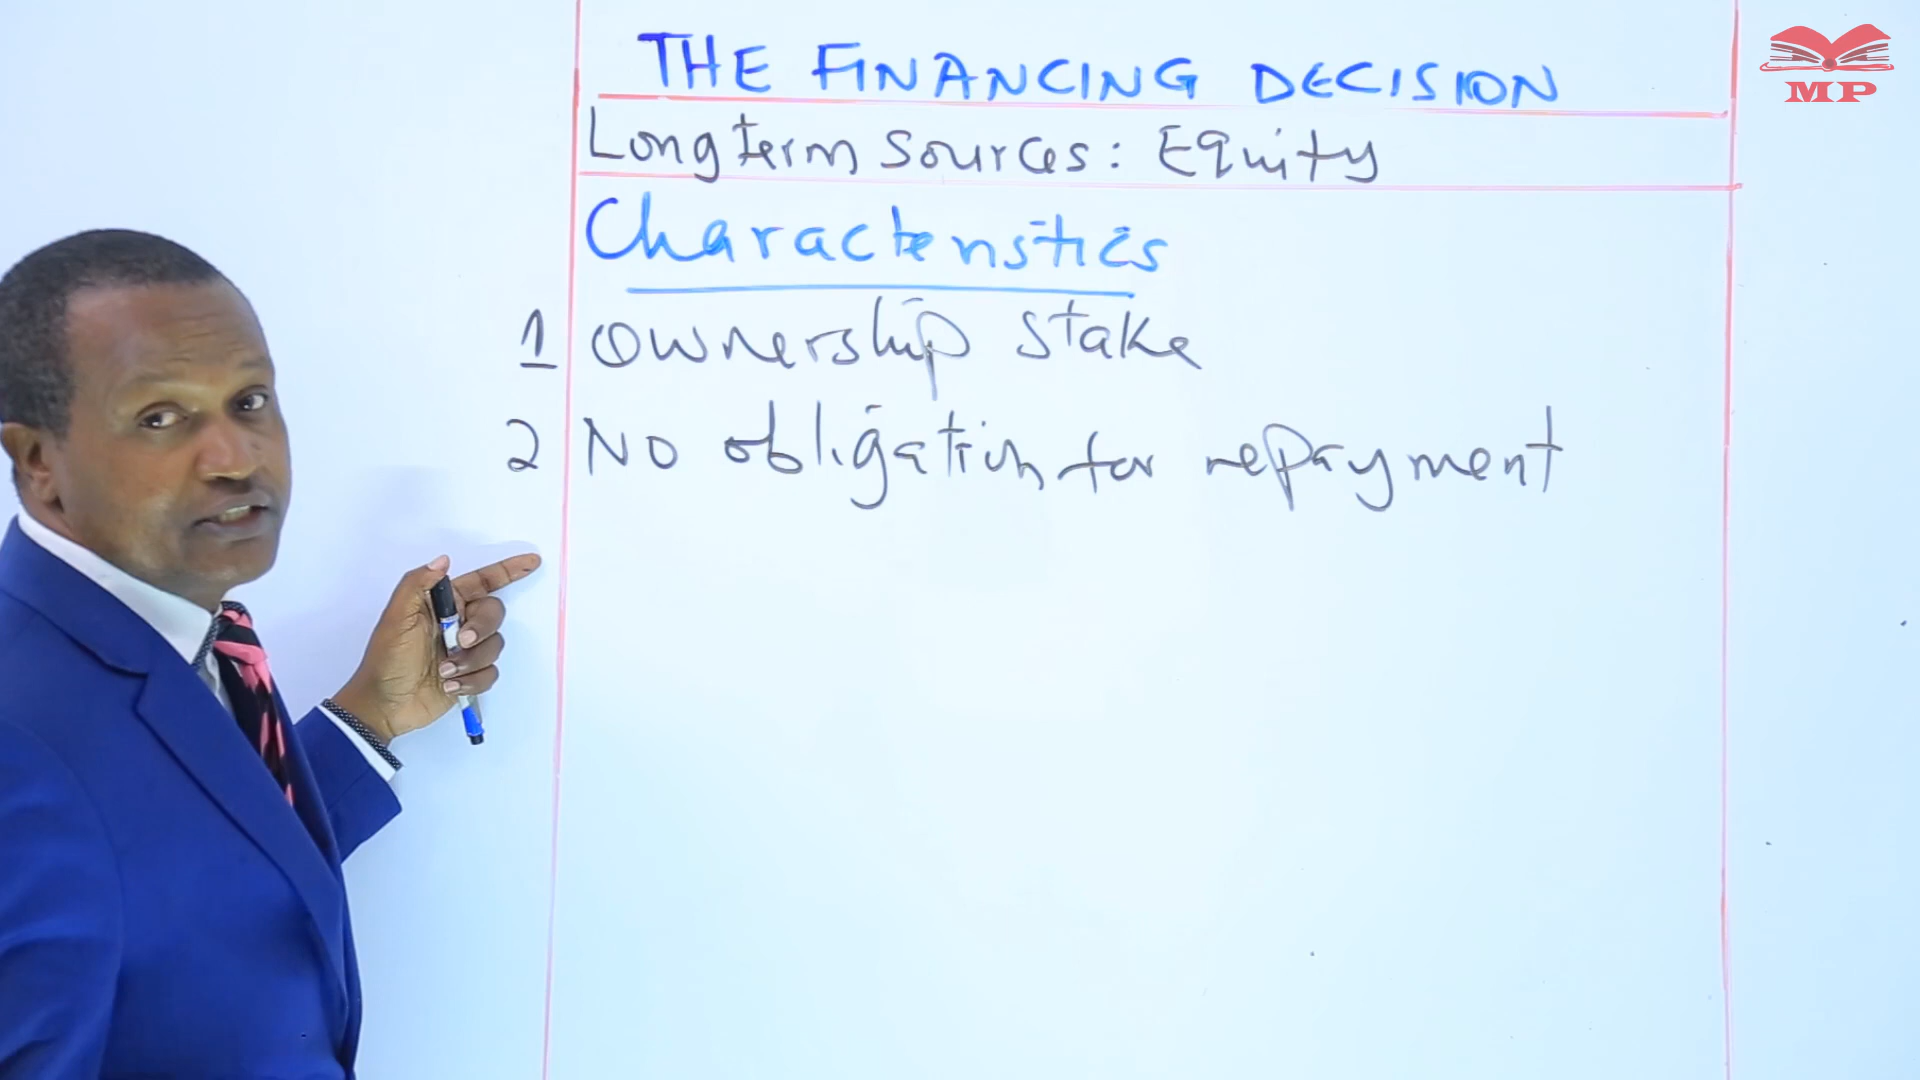 THE FINANCING DECISION
MP
Long term sources: Equity
Characteristics
1 Ownership stake
2 No obligation for repayment